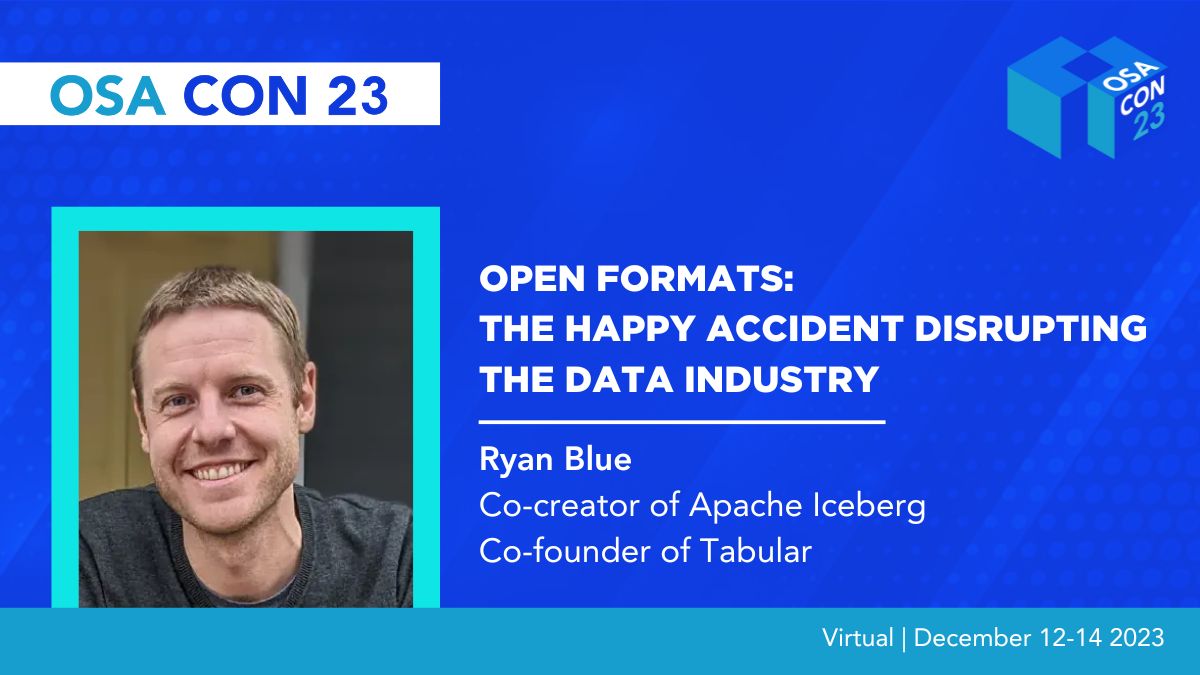 OSA CON 23
OSA
CON
23
OPEN FORMATS:
THE HAPPY ACCIDENT DISRUPTING
THE DATA INDUSTRY
Ryan Blue
Co-creator of Apache Iceberg
Co-founder of Tabular
Virtual | December 12-14 2023